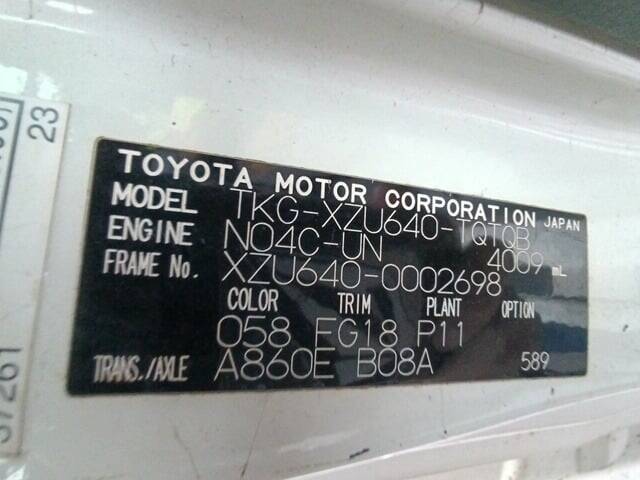 TOYOTA MOTOR CORPORATION JAPAN
MODEL TKG-XZU640-TQTQB
ENGINE N04C-UN 4009 mL
FRAME No. XZU640-0002698
COLOR TRIM PLANT OPTION
058 FG18 P11
TRANS./AXLE A860E B08A 589
23
37261